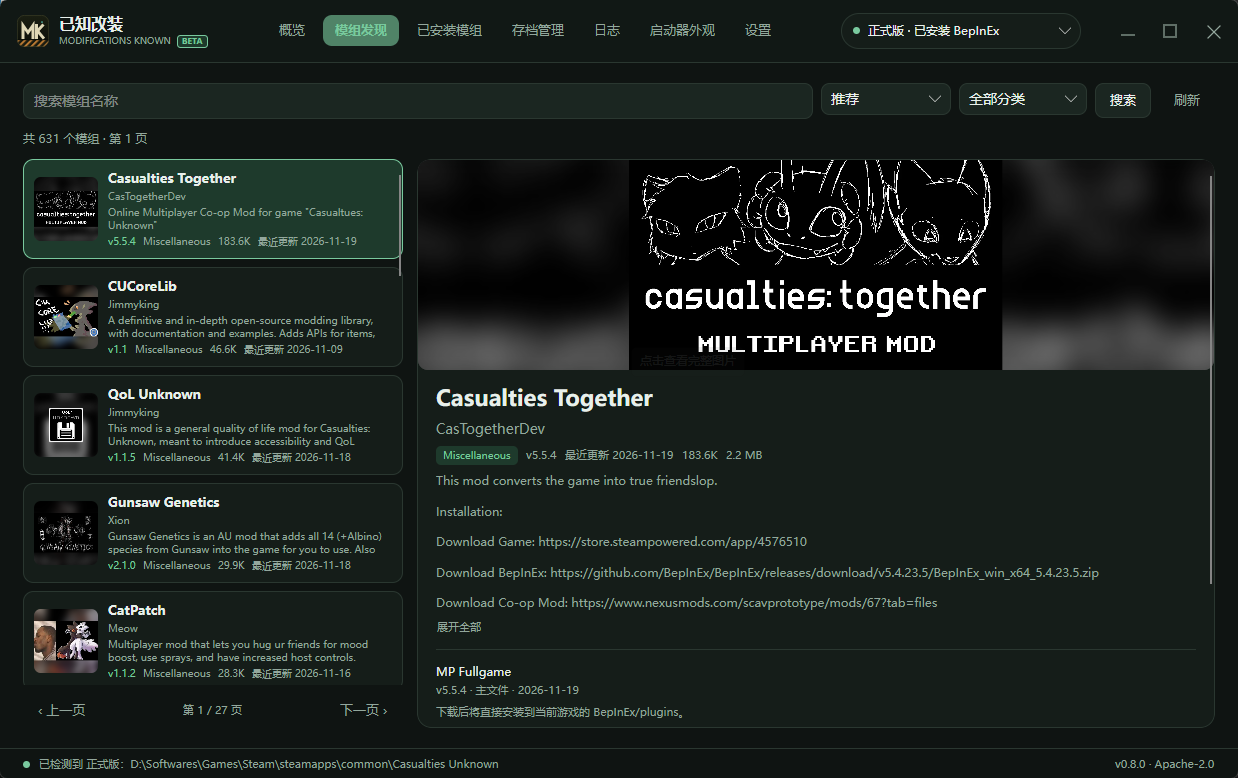 MK
已知改装
MODIFICATIONS KNOWN BETA
概览 模组发现 已安装模组 存档管理 日志 启动器外观 设置
正式版 · 已安装 BepInEx
搜索模组名称
推荐
全部分类
搜索
刷新
共 631 个模组 · 第 1 页
Casualties Together
CasTogetherDev
Online Multiplayer Co-op Mod for game "Casualtues:
Unknown"
v5.5.4 Miscellaneous 183.6K 最近更新 2026-11-19
CUCoreLib
Jimmyking
A definitive and in-depth open-source modding library,
with documentation and examples. Adds APIs for items,
v1.1 Miscellaneous 46.6K 最近更新 2026-11-09
QoL Unknown
Jimmyking
This mod is a general quality of life mod for Casualties:
Unknown, meant to introduce accessibility and QoL
v1.1.5 Miscellaneous 41.4K 最近更新 2026-11-18
Gunsaw Genetics
Xion
Gunsaw Genetics is an AU mod that adds all 14 (+Albino)
species from Gunsaw into the game for you to use. Also
v2.1.0 Miscellaneous 29.9K 最近更新 2026-11-18
CatPatch
Meow
Multiplayer mod that lets you hug ur friends for mood
boost, use sprays, and have increased host controls.
v1.1.2 Miscellaneous 28.3K 最近更新 2026-11-16
‹ 上一页
第 1 / 27 页
下一页 ›
casualties: together
MULTIPLAYER MOD
点击查看完整图片
Casualties Together
CasTogetherDev
Miscellaneous v5.5.4 最近更新 2026-11-19 183.6K 2.2 MB
This mod converts the game into true friendslop.
Installation:
Download Game: https://store.steampowered.com/app/4576510
Download BepInEx: https://github.com/BepInEx/BepInEx/releases/download/v5.4.23.5/BepInEx_win_x64_5.4.23.5.zip
Download Co-op Mod: https://www.nexusmods.com/scavprototype/mods/67?tab=files
展开全部
MP Fullgame
v5.5.4 · 主文件 · 2026-11-19
下载后将直接安装到当前游戏的 BepInEx/plugins。
已检测到 正式版：D:\Softwares\Games\Steam\steamapps\common\Casualties Unknown
v0.8.0 · Apache-2.0